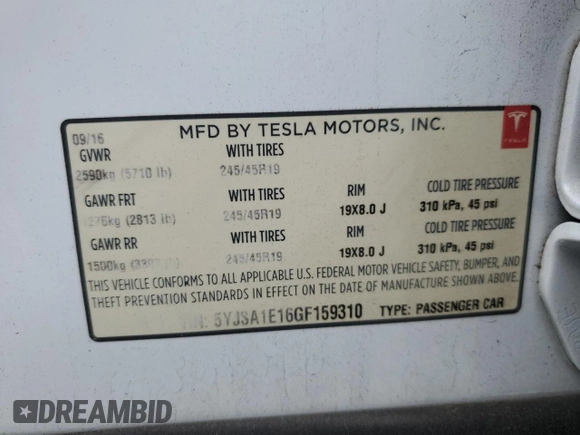 MFD BY TESLA MOTORS, INC.
TESLA
09/16
GVWR WITH TIRES
2590kg (5710 lb) 245/45R19
GAWR FRT WITH TIRES RIM COLD TIRE PRESSURE
1276kg (2813 lb) 245/45R19 19X8.0 J 310 kPa, 45 psi
GAWR RR WITH TIRES RIM COLD TIRE PRESSURE
1500kg 245/45R19 19X8.0 J 310 kPa, 45 psi
THIS VEHICLE CONFORMS TO ALL APPLICABLE U.S. FEDERAL MOTOR VEHICLE SAFETY, BUMPER, AND
THEFT PREVENTION STANDARDS IN EFFECT ON THE DATE OF MANUFACTURE SHOWN ABOVE.
5YJSA1E16GF159310 TYPE: PASSENGER CAR
DREAMBID